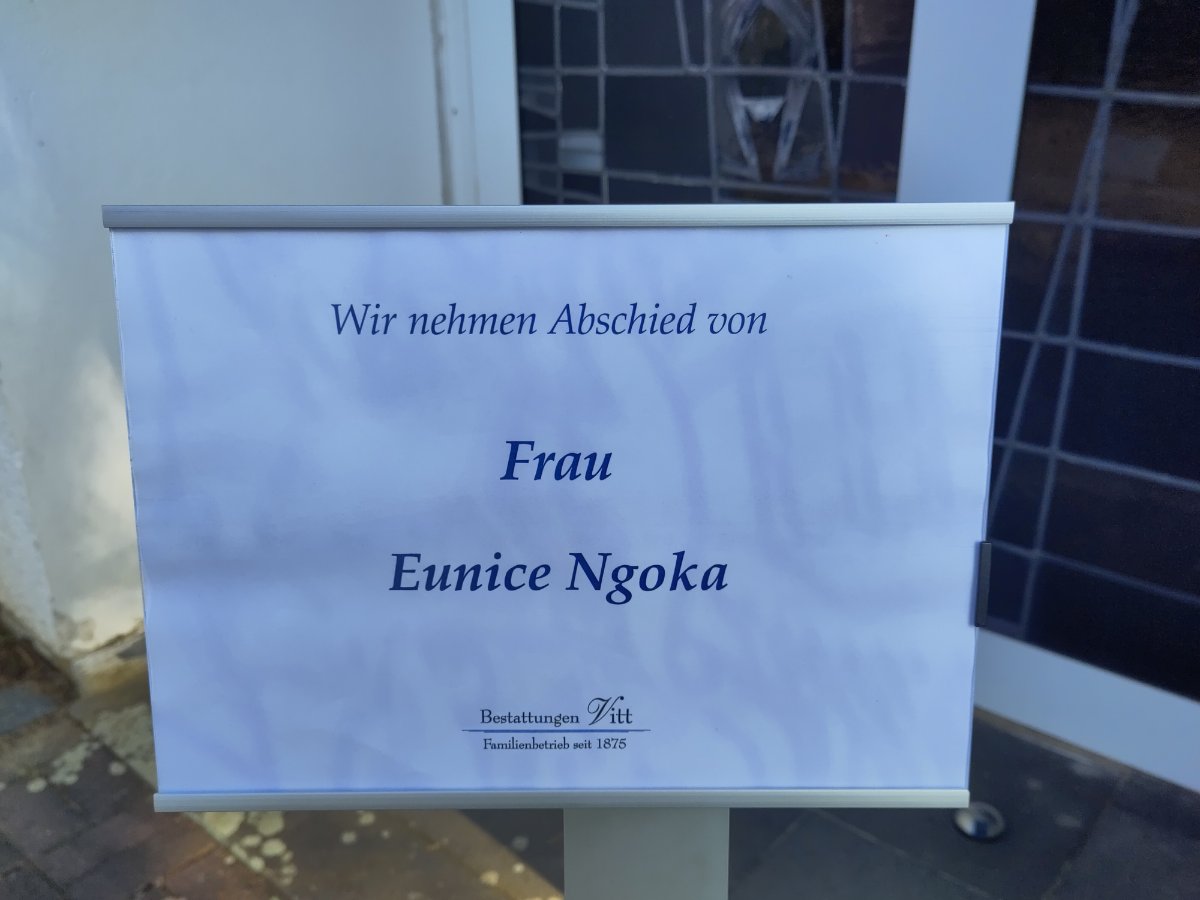 Wir nehmen Abschied von
Frau
Eunice Ngoka
Bestattungen Vitt
Familienbetrieb seit 1875